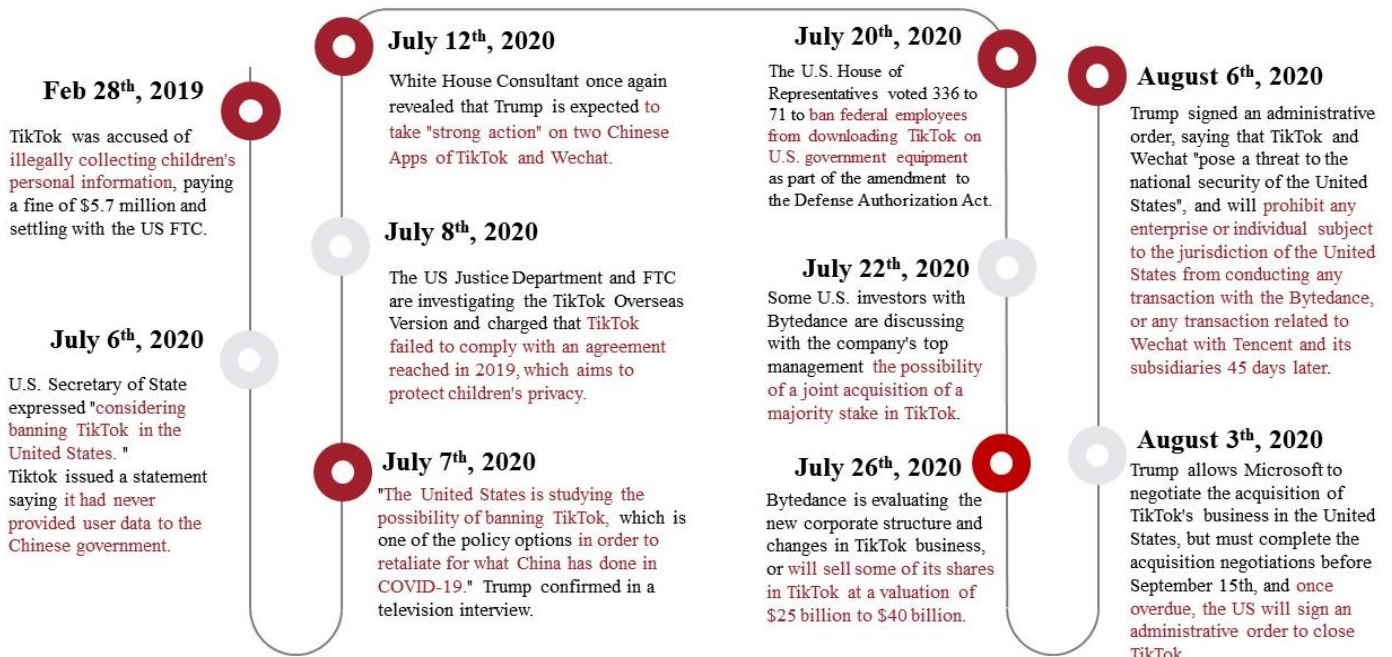 Feb 28th, 2019
TikTok was accused of
illegally collecting children's
personal information, paying
a fine of $5.7 million and
settling with the US FTC.
July 6th, 2020
U.S. Secretary of State
expressed "considering
banning TikTok in the
United States. "
Tiktok issued a statement
saying it had never
provided user data to the
Chinese government.
July 7th, 2020
"The United States is studying the
possibility of banning TikTok, which is
one of the policy options in order to
retaliate for what China has done in
COVID-19." Trump confirmed in a
television interview.
July 8th, 2020
The US Justice Department and FTC
are investigating the TikTok Overseas
Version and charged that TikTok
failed to comply with an agreement
reached in 2019, which aims to
protect children's privacy.
July 12th, 2020
White House Consultant once again
revealed that Trump is expected to
take "strong action" on two Chinese
Apps of TikTok and Wechat.
July 20th, 2020
The U.S. House of
Representatives voted 336 to
71 to ban federal employees
from downloading TikTok on
U.S. government equipment
as part of the amendment to
the Defense Authorization Act.
July 22th, 2020
Some U.S. investors with
Bytedance are discussing
with the company's top
management the possibility
of a joint acquisition of a
majority stake in TikTok.
July 26th, 2020
Bytedance is evaluating the
new corporate structure and
changes in TikTok business,
or will sell some of its shares
in TikTok at a valuation of
$25 billion to $40 billion.
August 3th, 2020
Trump allows Microsoft to
negotiate the acquisition of
TikTok's business in the United
States, but must complete the
acquisition negotiations before
September 15th, and once
overdue, the US will sign an
administrative order to close
TikTok
August 6th, 2020
Trump signed an administrative
order, saying that TikTok and
Wechat "pose a threat to the
national security of the United
States", and will prohibit any
enterprise or individual subject
to the jurisdiction of the United
States from conducting any
transaction with the Bytedance,
or any transaction related to
Wechat with Tencent and its
subsidiaries 45 days later.